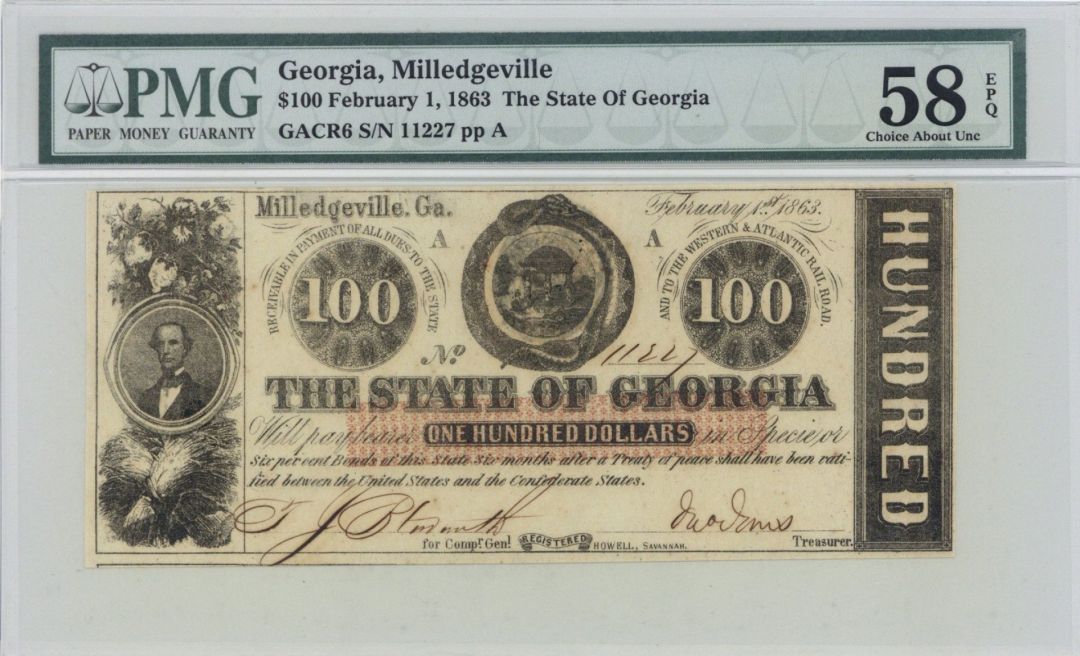 PMG
PAPER MONEY GUARANTY
Georgia, Milledgeville
$100 February 1, 1863 The State Of Georgia
GACR6 S/N 11227 pp A
58
EPQ
Choice About Unc
Milledgeville, Ga.
February 1st 1863.
A
A
RECEIVABLE IN PAYMENT OF ALL DUES TO THE STATE
100
AND TO THE WESTERN & ATLANTIC RAIL ROAD.
100
HUNDRED
No 11227
THE STATE OF GEORGIA
Will pay bearer ONE HUNDRED DOLLARS in Specie or
Six per cent Bonds of this State Six months after a Treaty of peace shall have been rati-
fied between the United States and the Confederate States.
for Compr. Genl.
REGISTERED
HOWELL, SAVANNAH.
Treasurer.